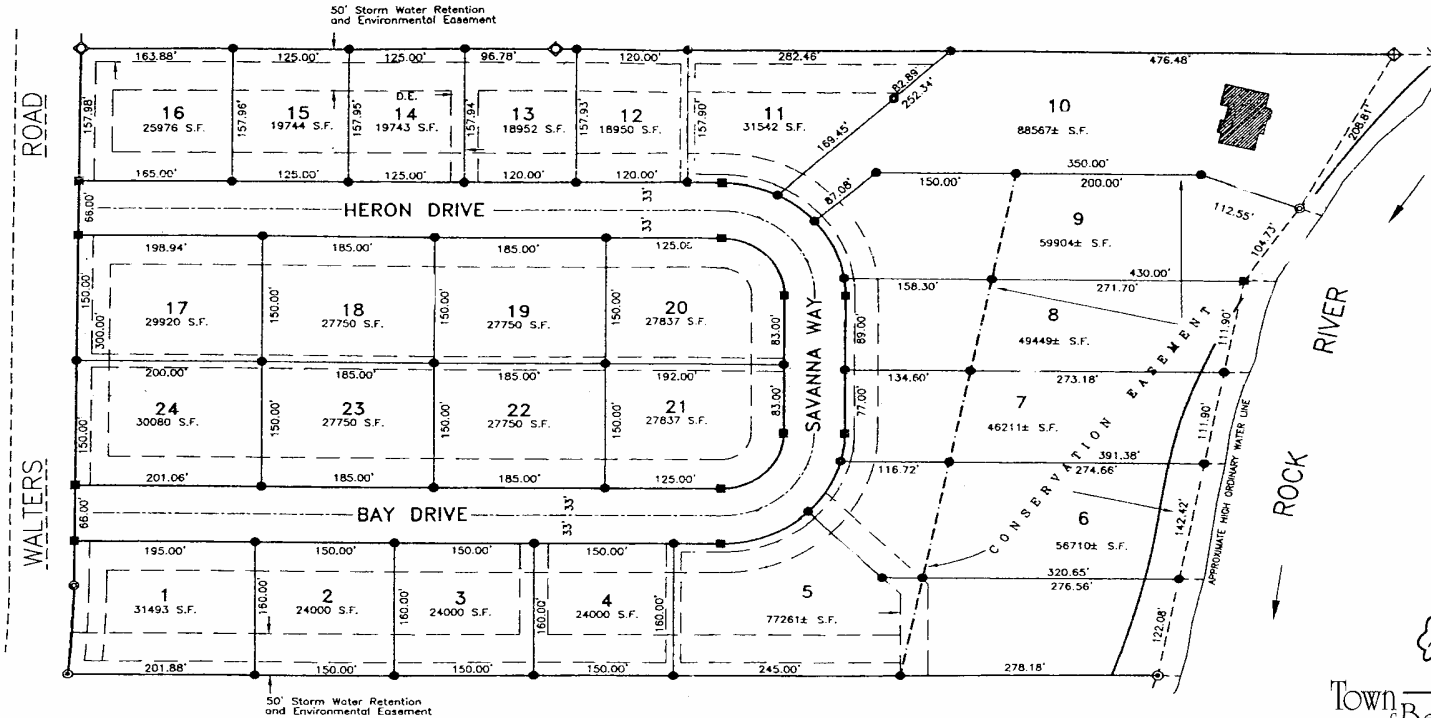 50' Storm Water Retention
and Environmental Easement
163.88'
125.00'
125.00'
96.78'
120.00'
282.46'
476.48'
82.89'
252.34'
D.E.
157.98'
16
25976 S.F.
157.96'
15
19744 S.F.
157.95'
14
19743 S.F.
157.94'
13
18952 S.F.
157.93'
12
18950 S.F.
157.90'
11
31542 S.F.
169.45'
10
88567± S.F.
208.81'
ROAD
165.00'
125.00'
125.00'
120.00'
120.00'
87.08'
350.00'
150.00'
200.00'
66.00'
HERON DRIVE
33'
33'
112.55'
9
59904± S.F.
104.73'
198.94'
185.00'
185.00'
430.00'
158.30'
271.70'
150.00'
300.00'
17
29920 S.F.
150.00'
18
27750 S.F.
150.00'
19
27750 S.F.
150.00'
20
27837 S.F.
83.00'
SAVANNA WAY
89.00'
8
49449± S.F.
111.90'
RIVER
200.00'
185.00'
185.00'
192.00'
134.60'
273.18'
24
30080 S.F.
150.00'
23
27750 S.F.
150.00'
22
27750 S.F.
150.00'
21
27837 S.F.
150.00'
83.00'
77.00'
7
46211± S.F.
111.90'
CONSERVATION EASEMENT
APPROXIMATE HIGH ORDINARY WATER LINE
391.38'
116.72'
274.66'
WALTERS
201.06'
185.00'
185.00'
125.00'
66.00'
BAY DRIVE
33'
33'
6
56710± S.F.
142.42'
ROCK
195.00'
150.00'
150.00'
150.00'
320.65'
276.56'
1
31493 S.F.
160.00'
2
24000 S.F.
160.00'
3
24000 S.F.
160.00'
4
24000 S.F.
160.00'
5
77261± S.F.
122.08'
201.88'
150.00'
150.00'
150.00'
245.00'
278.18'
50' Storm Water Retention
and Environmental Easement
Town